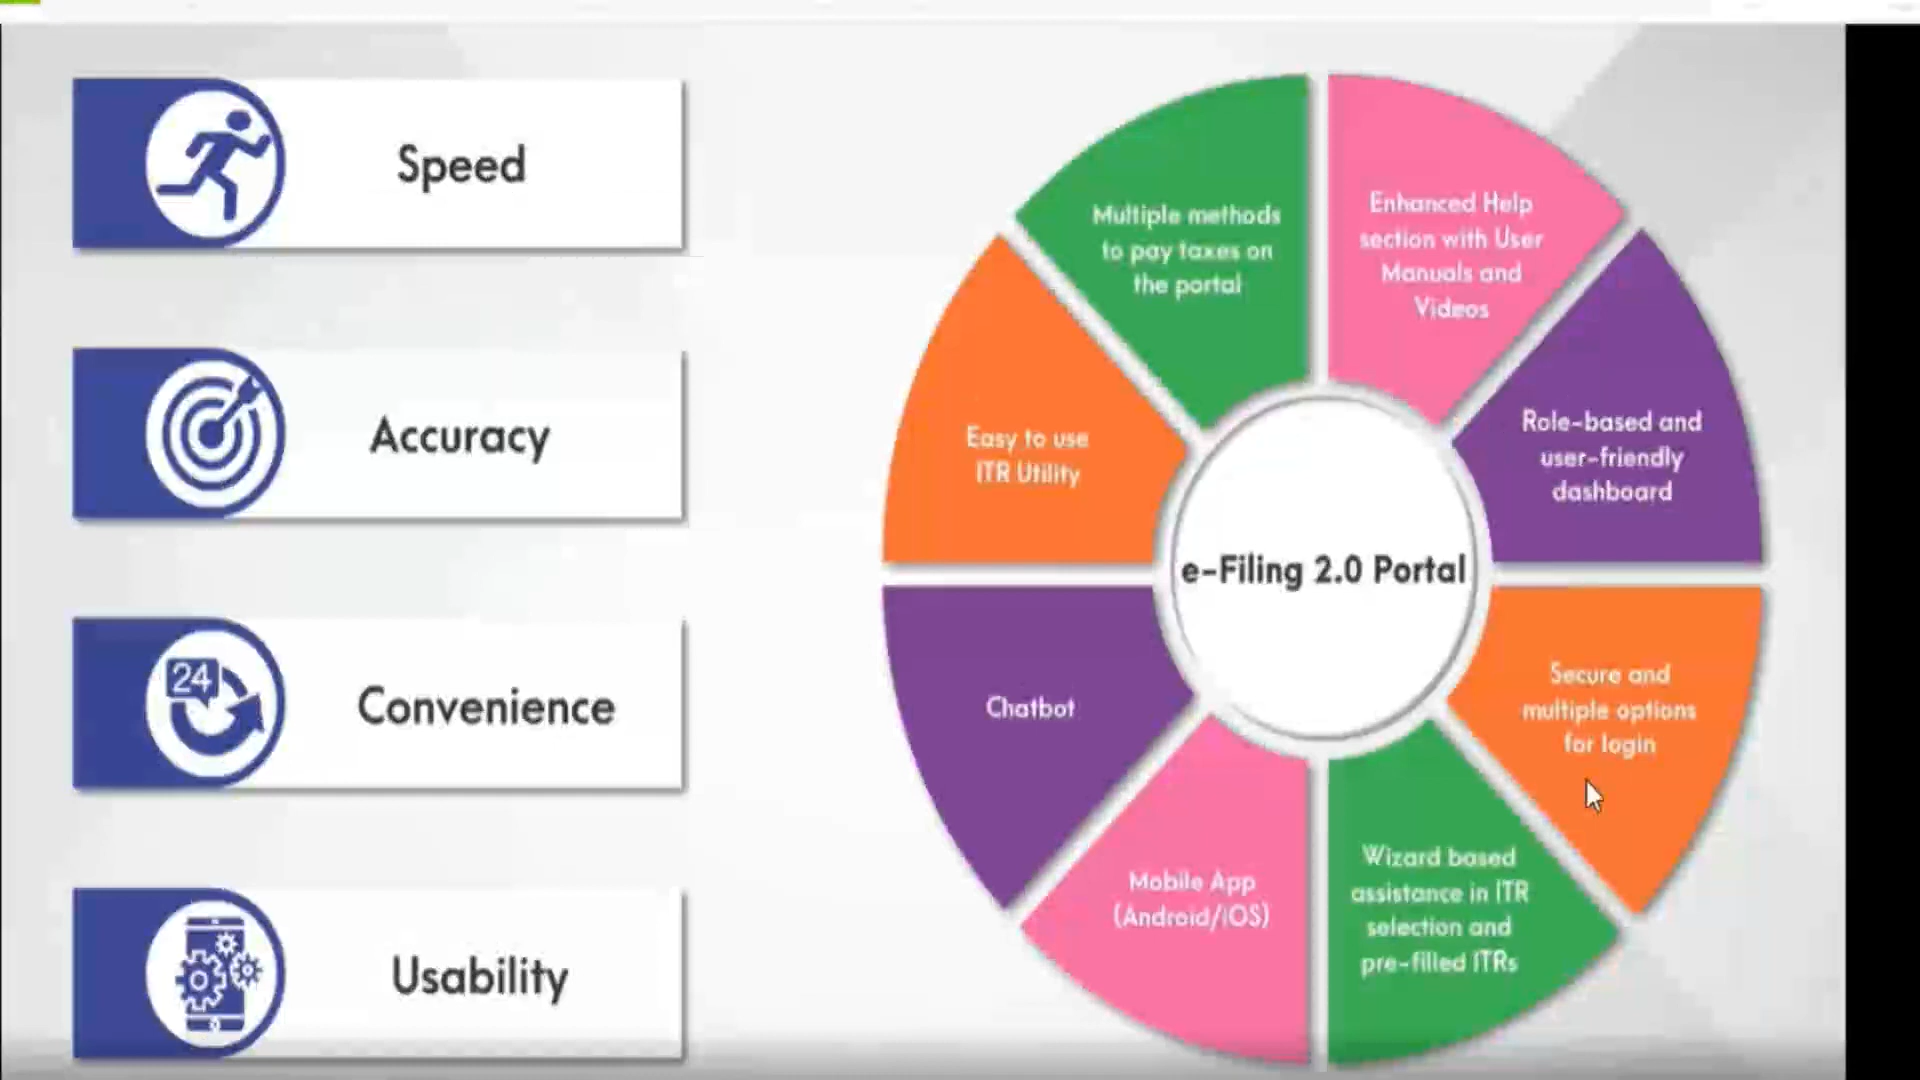 Speed
Accuracy
24
Convenience
Usability
Multiple methods
to pay taxes on
the portal
Enhanced Help
section with User
Manuals and
Videos
Role-based and
user-friendly
dashboard
Secure and
multiple options
for login
Wizard based
assistance in ITR
selection and
pre-filled ITRs
Mobile App
(Android/iOS)
Chatbot
Easy to use
ITR Utility
e-Filing 2.0 Portal